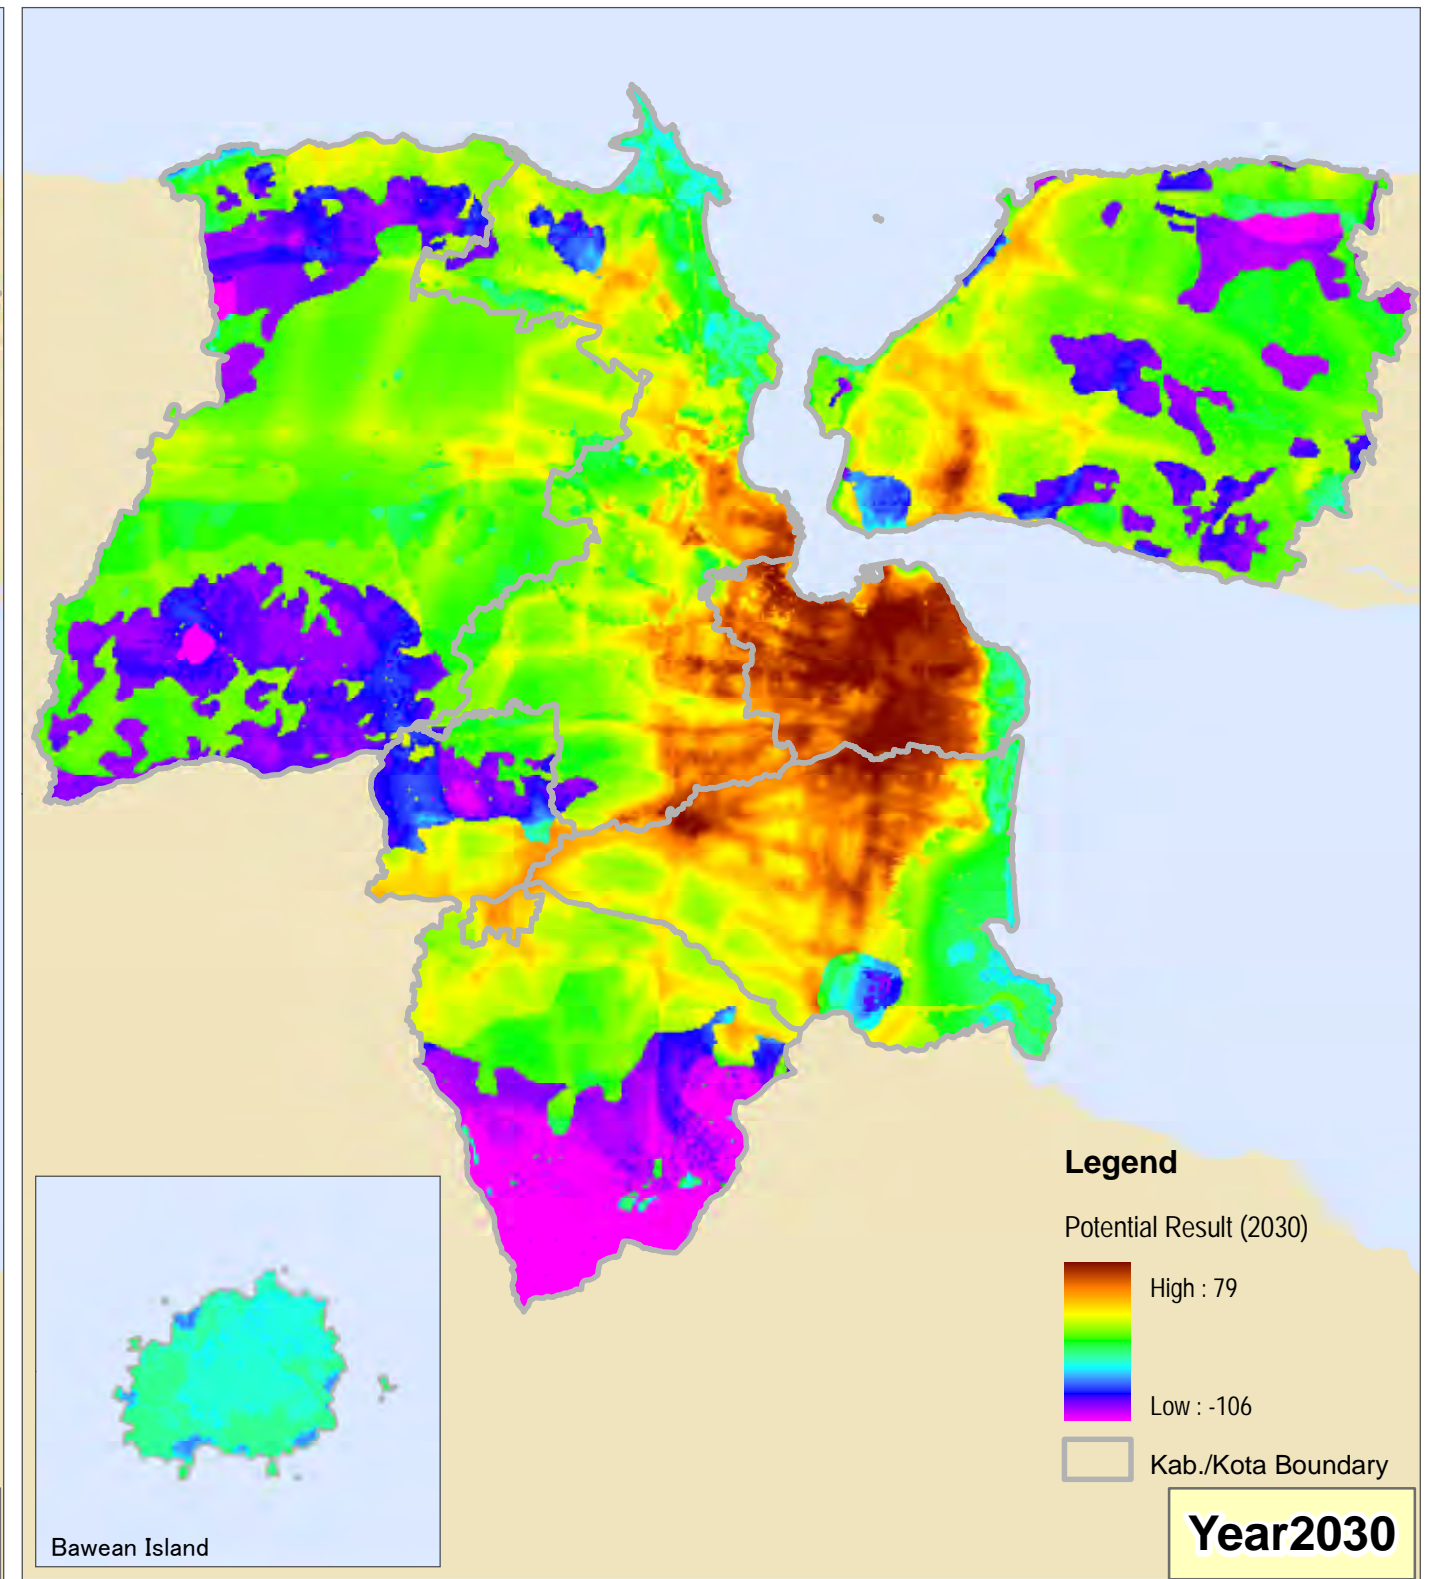 Legend
Potential Result (2030)
High : 79
Low : -106
Kab./Kota Boundary
Bawean Island
Year2030